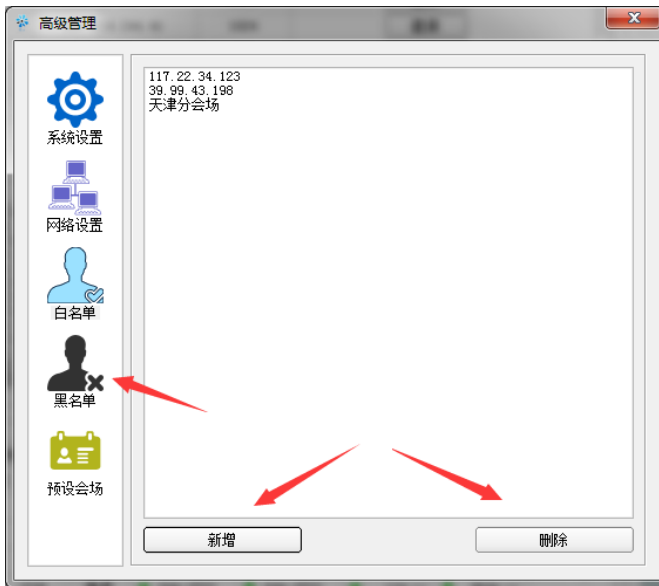 高级管理
系统设置
网络设置
白名单
黑名单
预设会场
117.22.34.123
39.99.43.198
天津分会场
新增
删除